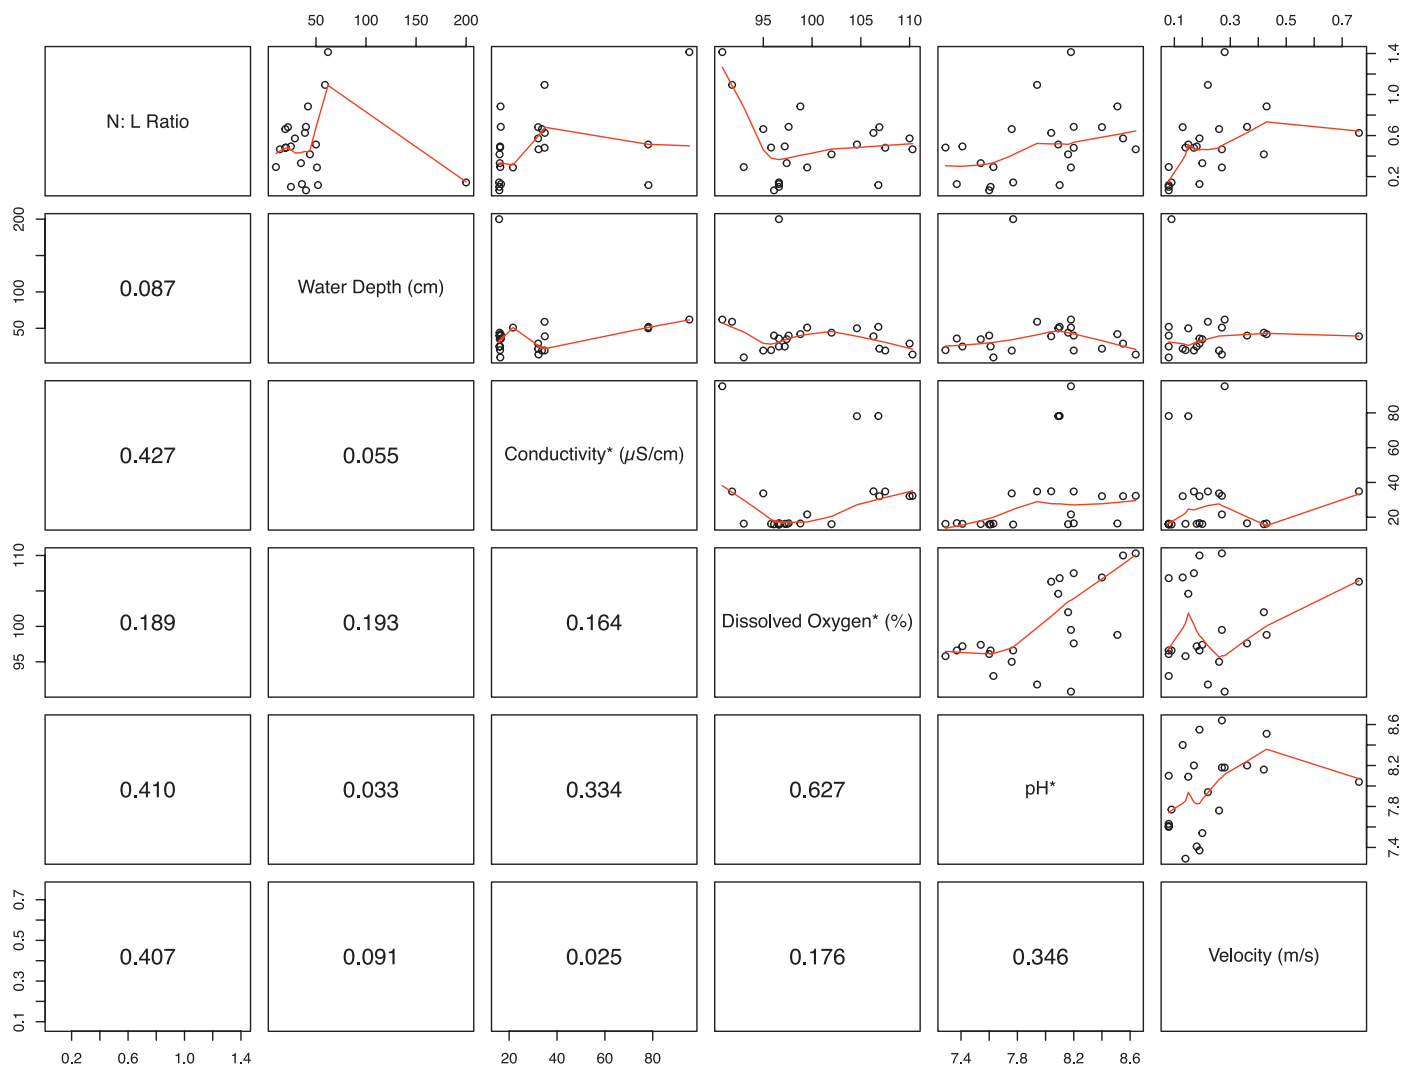 50 100 200
95 100 110
0.1 0.3 0.5 0.7
N: L Ratio
0.2 0.6 1.0 1.4
0.087
Water Depth (cm)
50 100 200
0.427
0.055
Conductivity* (µS/cm)
20 40 60 80
0.189
0.193
0.164
Dissolved Oxygen* (%)
95 100 110
0.410
0.033
0.334
0.627
pH*
7.4 7.8 8.2 8.6
0.407
0.091
0.025
0.176
0.346
Velocity (m/s)
0.1 0.3 0.5 0.7
0.2 0.6 1.0 1.4
20 40 60 80
7.4 7.8 8.2 8.6